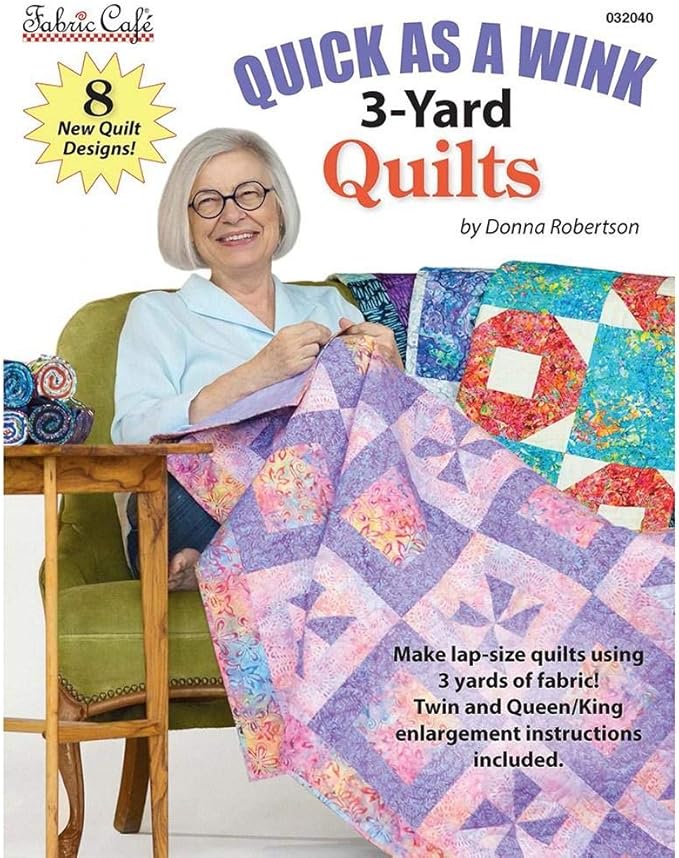 Fabric Café
032040
QUICK AS A WINK
3-Yard
Quilts
by Donna Robertson
8
New Quilt
Designs!
Make lap-size quilts using
3 yards of fabric!
Twin and Queen/King
enlargement instructions
included.